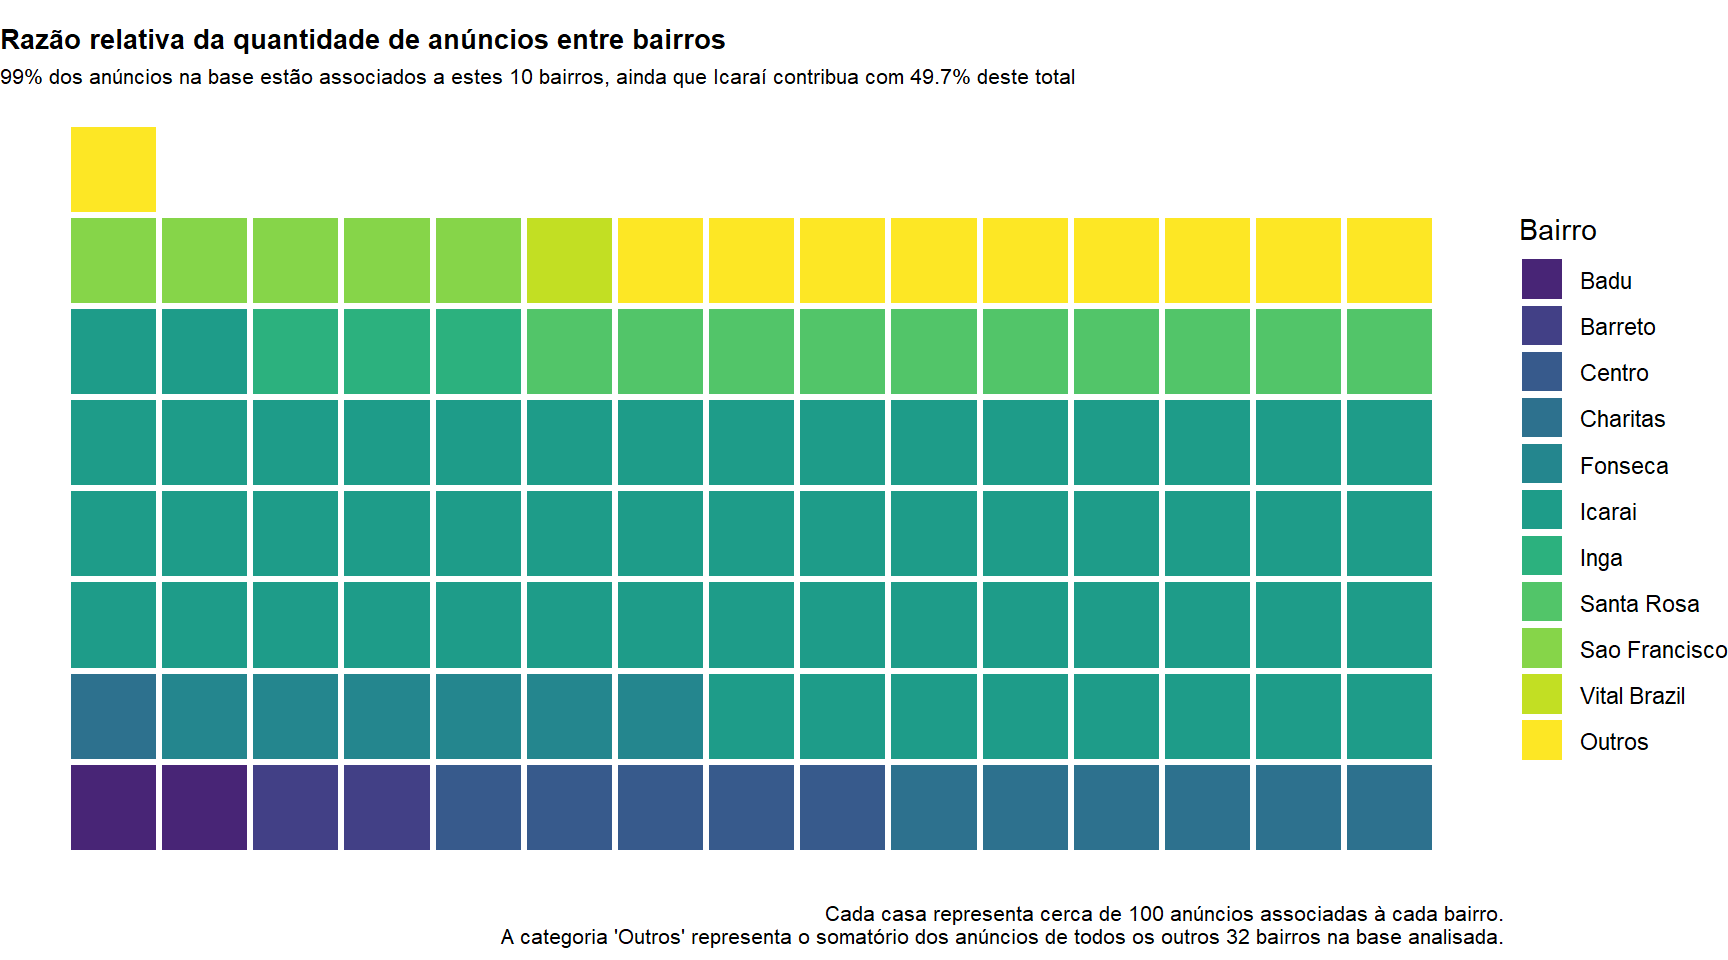 Razão relativa da quantidade de anúncios entre bairros
99% dos anúncios na base estão associados a estes 10 bairros, ainda que Icaraí contribua com 49.7% deste total
Bairro
Badu
Barreto
Centro
Charitas
Fonseca
Icarai
Inga
Santa Rosa
Sao Francisco
Vital Brazil
Outros
Cada casa representa cerca de 100 anúncios associadas à cada bairro.
A categoria 'Outros' representa o somatório dos anúncios de todos os outros 32 bairros na base analisada.